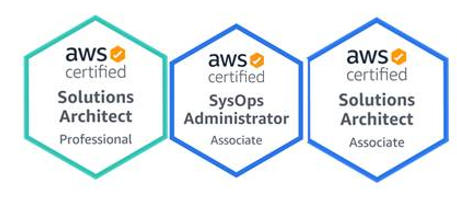 aws
certified
Solutions
Architect
Professional
aws
certified
SysOps
Administrator
Associate
aws
certified
Solutions
Architect
Associate